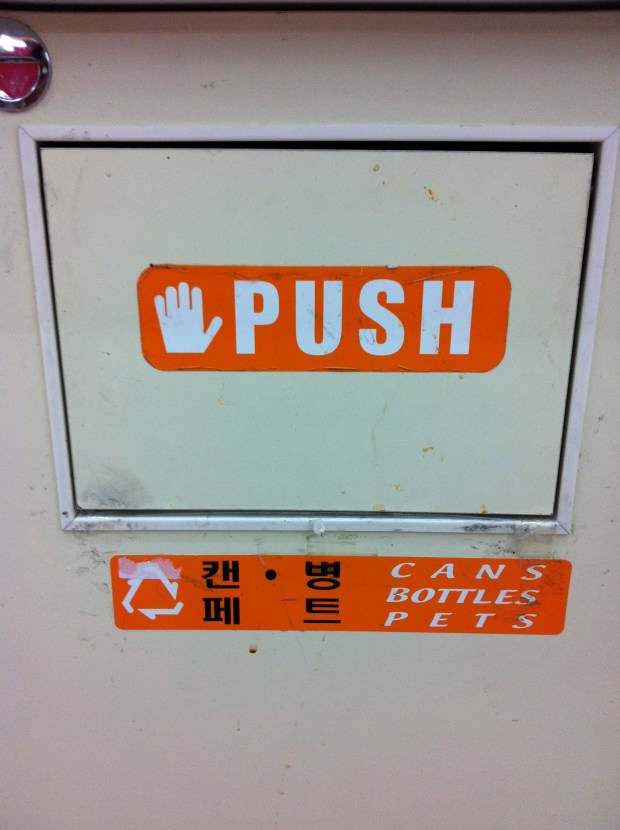 PUSH
캔 · 병 CANS
BOTTLES
페 트 PETS